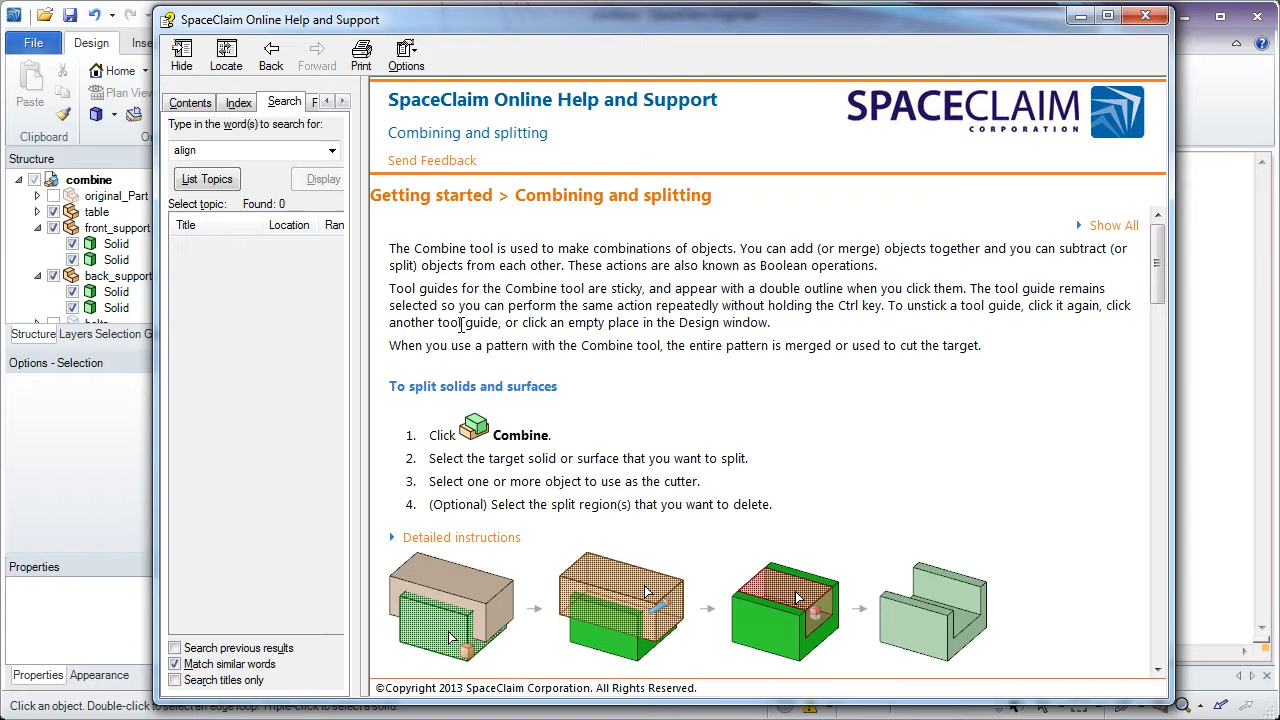 SpaceClaim Online Help and Support
File
Design
Inse
Paste
Home
Plan View
Clipboard
Structure
combine
original_Part
table
front_support
Solid
Solid
back_support
Solid
Solid
Structure Layers Selection G
Options - Selection
Properties
Properties Appearance
Click an object. Double-click to select an edge loop. Triple-click to select a solid.
Hide
Locate
Back
Forward
Print
Options
Contents
Index
Search
F
Type in the word(s) to search for:
align
List Topics
Display
Select topic: Found: 0
Title Location Ran
Search previous results
Match similar words
Search titles only
SpaceClaim Online Help and Support
Combining and splitting
Send Feedback
SPACECLAIM
CORPORATION
Getting started > Combining and splitting
Show All
The Combine tool is used to make combinations of objects. You can add (or merge) objects together and you can subtract (or
split) objects from each other. These actions are also known as Boolean operations.
Tool guides for the Combine tool are sticky, and appear with a double outline when you click them. The tool guide remains
selected so you can perform the same action repeatedly without holding the Ctrl key. To unstick a tool guide, click it again, click
another tool guide, or click an empty place in the Design window.
When you use a pattern with the Combine tool, the entire pattern is merged or used to cut the target.
To split solids and surfaces
1. Click Combine.
2. Select the target solid or surface that you want to split.
3. Select one or more object to use as the cutter.
4. (Optional) Select the split region(s) that you want to delete.
Detailed instructions
©Copyright 2013 SpaceClaim Corporation. All Rights Reserved.